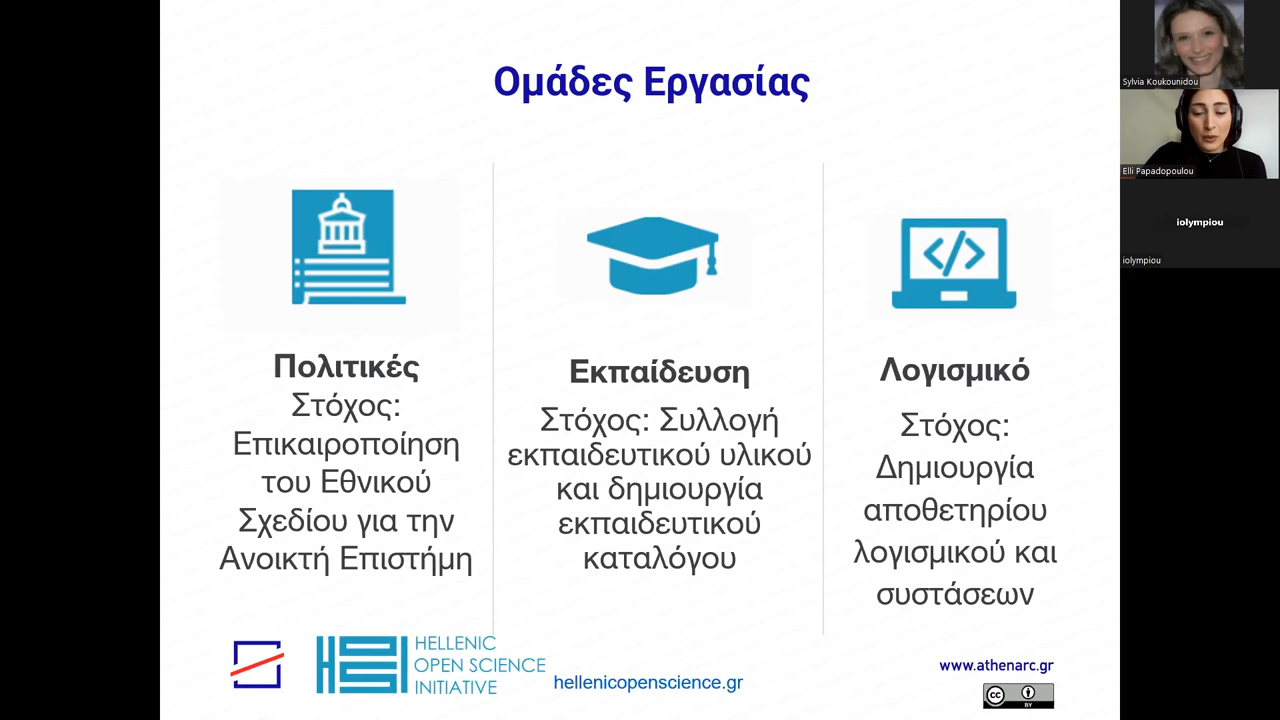 Ομάδες Εργασίας
Πολιτικές
Στόχος:
Επικαιροποίηση
του Εθνικού
Σχεδίου για την
Ανοικτή Επιστήμη
Εκπαίδευση
Στόχος: Συλλογή
εκπαιδευτικού υλικού
και δημιουργία
εκπαιδευτικού
καταλόγου
Λογισμικό
Στόχος:
Δημιουργία
αποθετηρίου
λογισμικού και
συστάσεων
HELLENIC
OPEN SCIENCE
INITIATIVE
hellenicopenscience.gr
www.athenarc.gr
cc
BY
Sylvia Koukounidou
Elli Papadopoulou
iolympiou
iolympiou